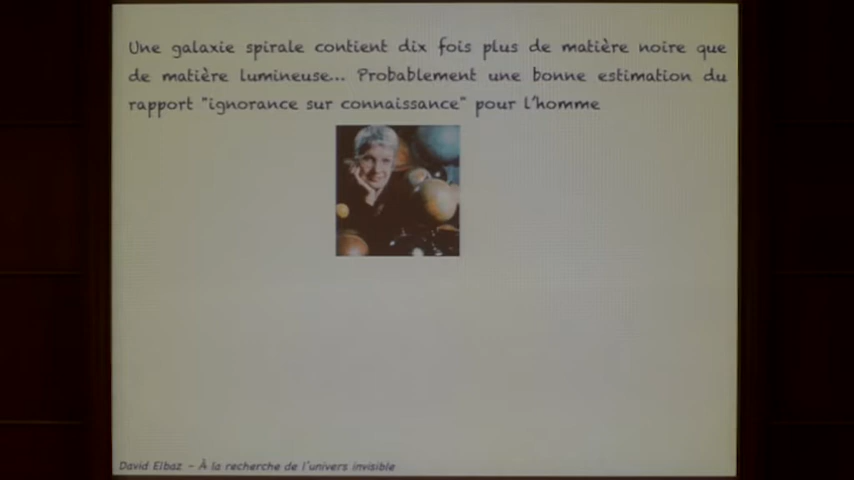 Une galaxie spirale contient dix fois plus de matière noire que
de matière lumineuse... Probablement une bonne estimation du
rapport "ignorance sur connaissance" pour l'homme
David Elbaz - À la recherche de l'univers invisible